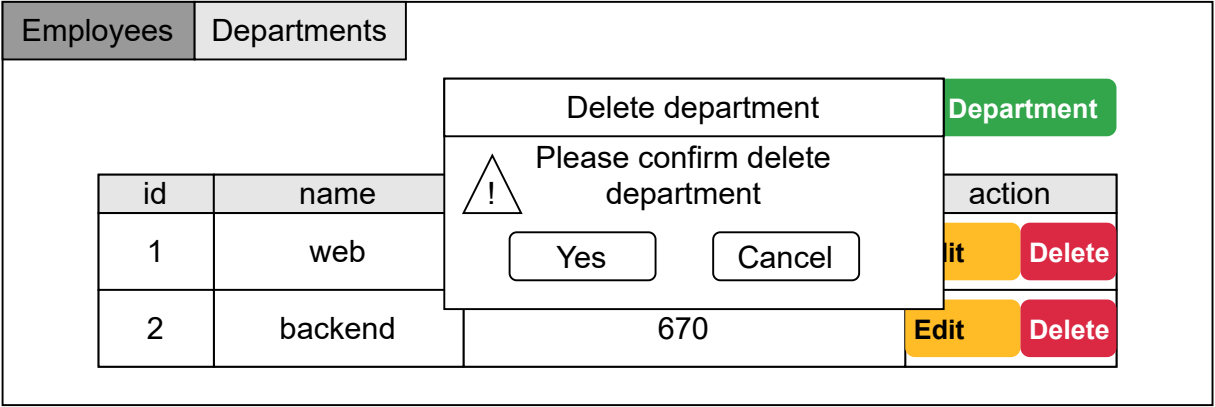 Employees Departments
Delete department
Department
Please confirm delete
department
!
id name action
1 web Delete
Yes Cancel
2 backend 670 Edit Delete